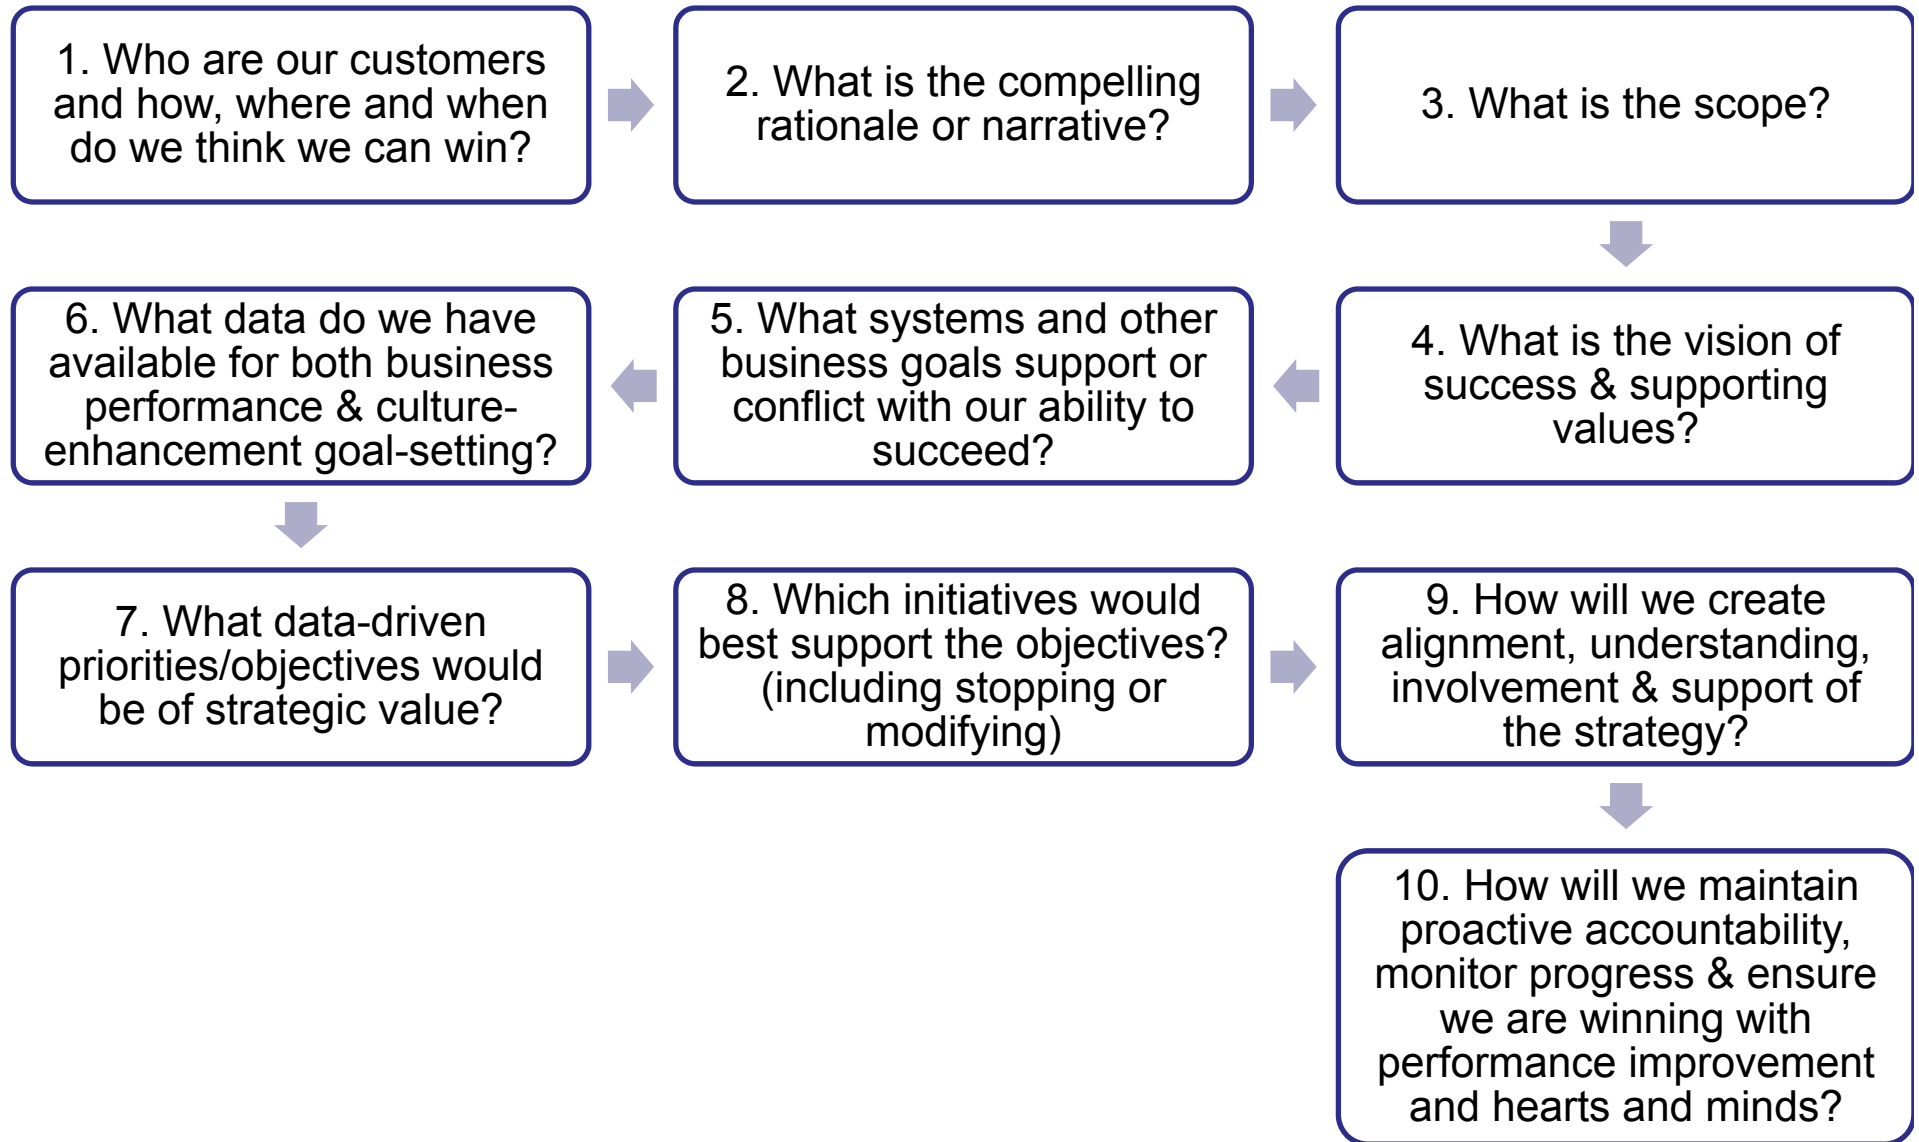 1. Who are our customers
and how, where and when
do we think we can win?
2. What is the compelling
rationale or narrative?
3. What is the scope?
4. What is the vision of
success & supporting
values?
5. What systems and other
business goals support or
conflict with our ability to
succeed?
6. What data do we have
available for both business
performance & culture-
enhancement goal-setting?
7. What data-driven
priorities/objectives would
be of strategic value?
8. Which initiatives would
best support the objectives?
(including stopping or
modifying)
9. How will we create
alignment, understanding,
involvement & support of
the strategy?
10. How will we maintain
proactive accountability,
monitor progress & ensure
we are winning with
performance improvement
and hearts and minds?